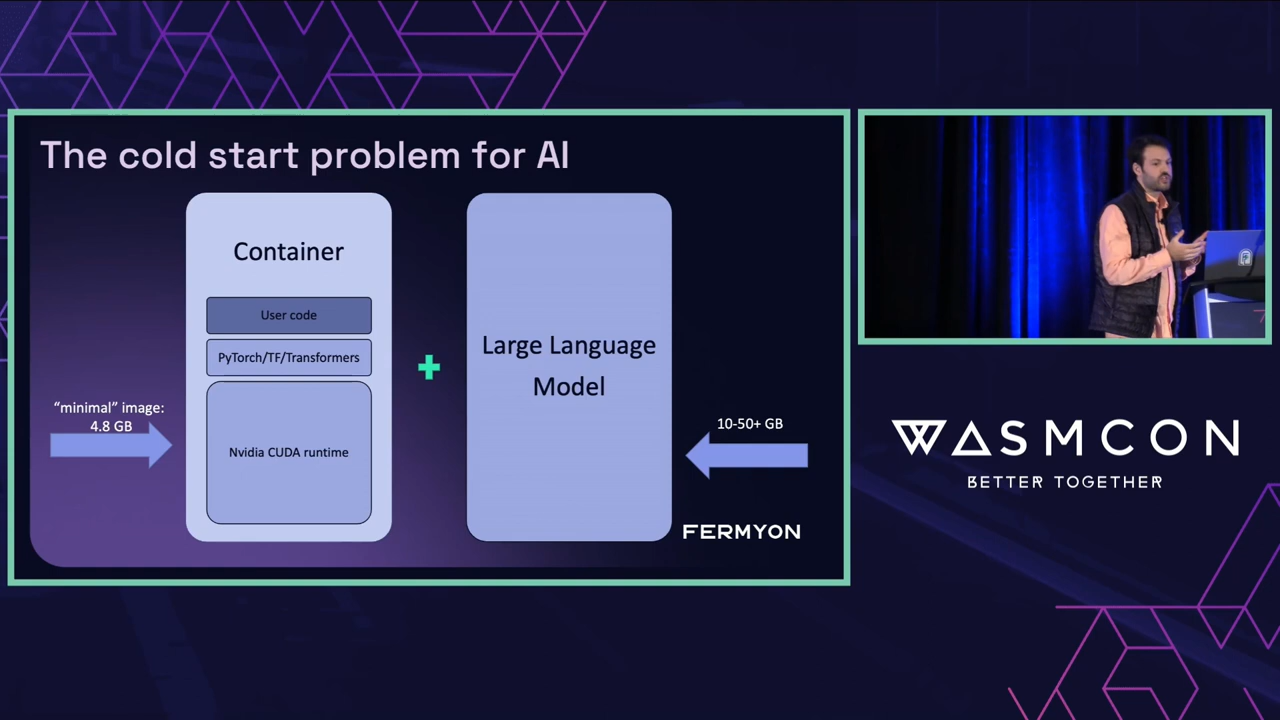 The cold start problem for AI
Container
User code
PyTorch/TF/Transformers
Nvidia CUDA runtime
“minimal” image:
4.8 GB
Large Language
Model
10-50+ GB
FERMYON
WASMCON
BETTER TOGETHER